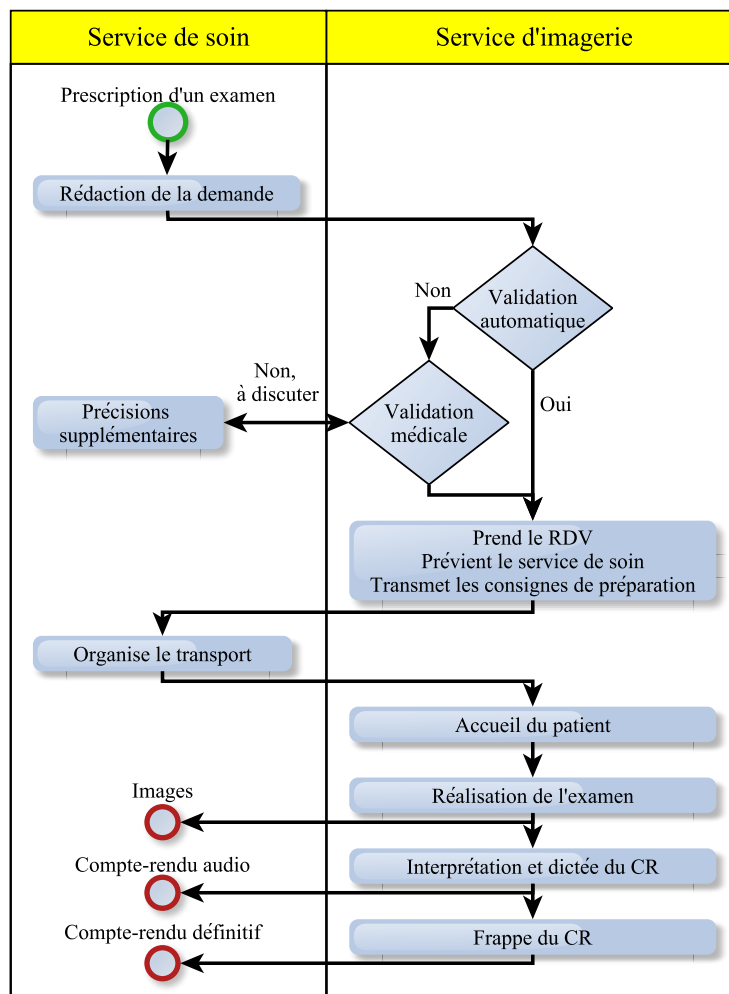 Service de soin
Service d'imagerie
Prescription d'un examen
Rédaction de la demande
Validation
automatique
Non
Oui
Non,
à discuter
Précisions
supplémentaires
Validation
médicale
Prend le RDV
Prévient le service de soin
Transmet les consignes de préparation
Organise le transport
Accueil du patient
Réalisation de l'examen
Images
Interprétation et dictée du CR
Compte-rendu audio
Frappe du CR
Compte-rendu définitif